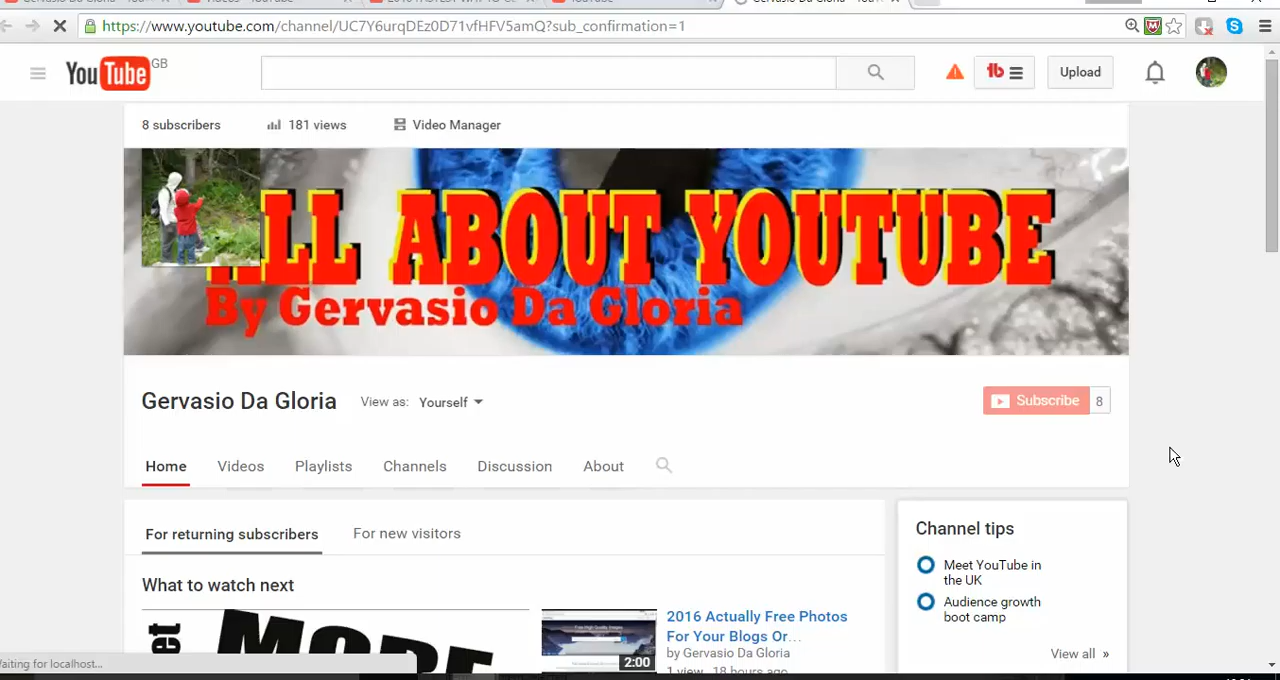 https://www.youtube.com/channel/UC7Y6urqDEz0D71vfHFV5amQ?sub_confirmation=1
YouTube GB
Upload
8 subscribers 181 views Video Manager
ALL ABOUT YOUTUBE
By Gervasio Da Gloria
Gervasio Da Gloria View as: Yourself
Subscribe 8
Home Videos Playlists Channels Discussion About
For returning subscribers For new visitors
Channel tips
Meet YouTube in
the UK
Audience growth
boot camp
View all »
What to watch next
MORE
2016 Actually Free Photos
For Your Blogs Or...
by Gervasio Da Gloria
1 view 18 hours ago
2:00
Waiting for localhost...